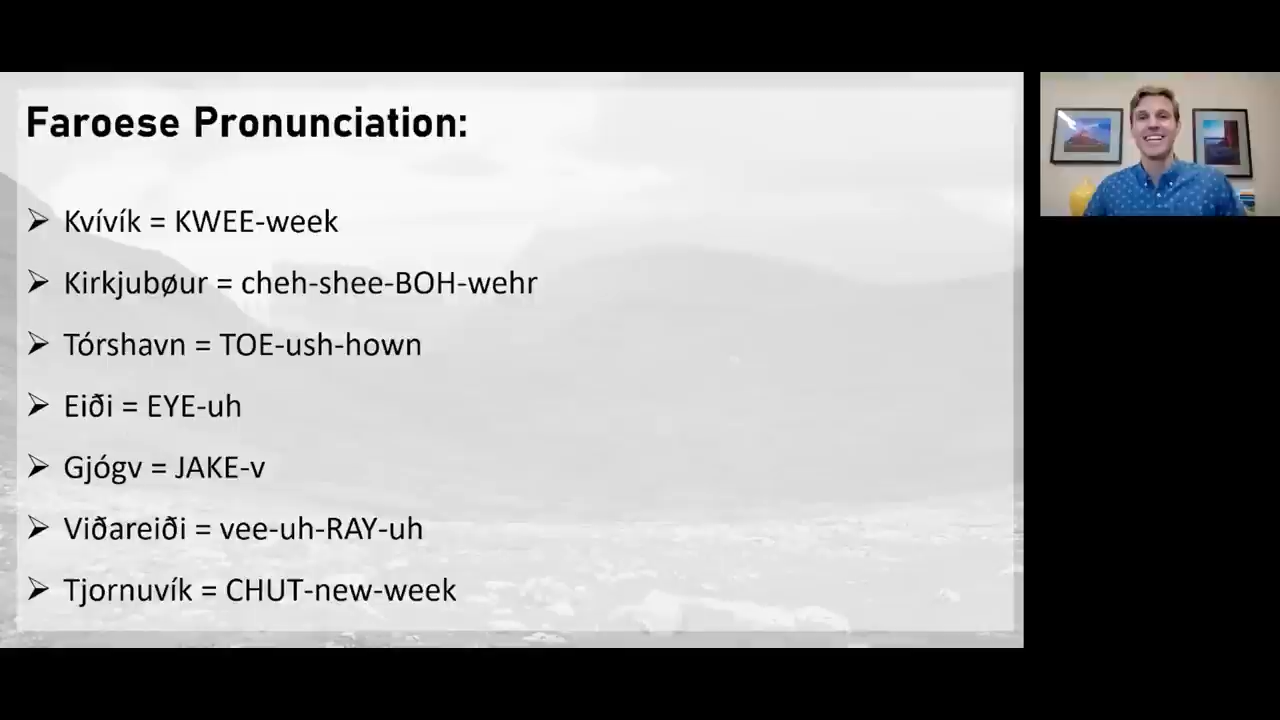 Faroese Pronunciation:
➢ Kvívík = KWEE-week
➢ Kirkjubøur = cheh-shee-BOH-wehr
➢ Tórshavn = TOE-ush-hown
➢ Eiði = EYE-uh
➢ Gjógv = JAKE-v
➢ Viðareiði = vee-uh-RAY-uh
➢ Tjornuvík = CHUT-new-week